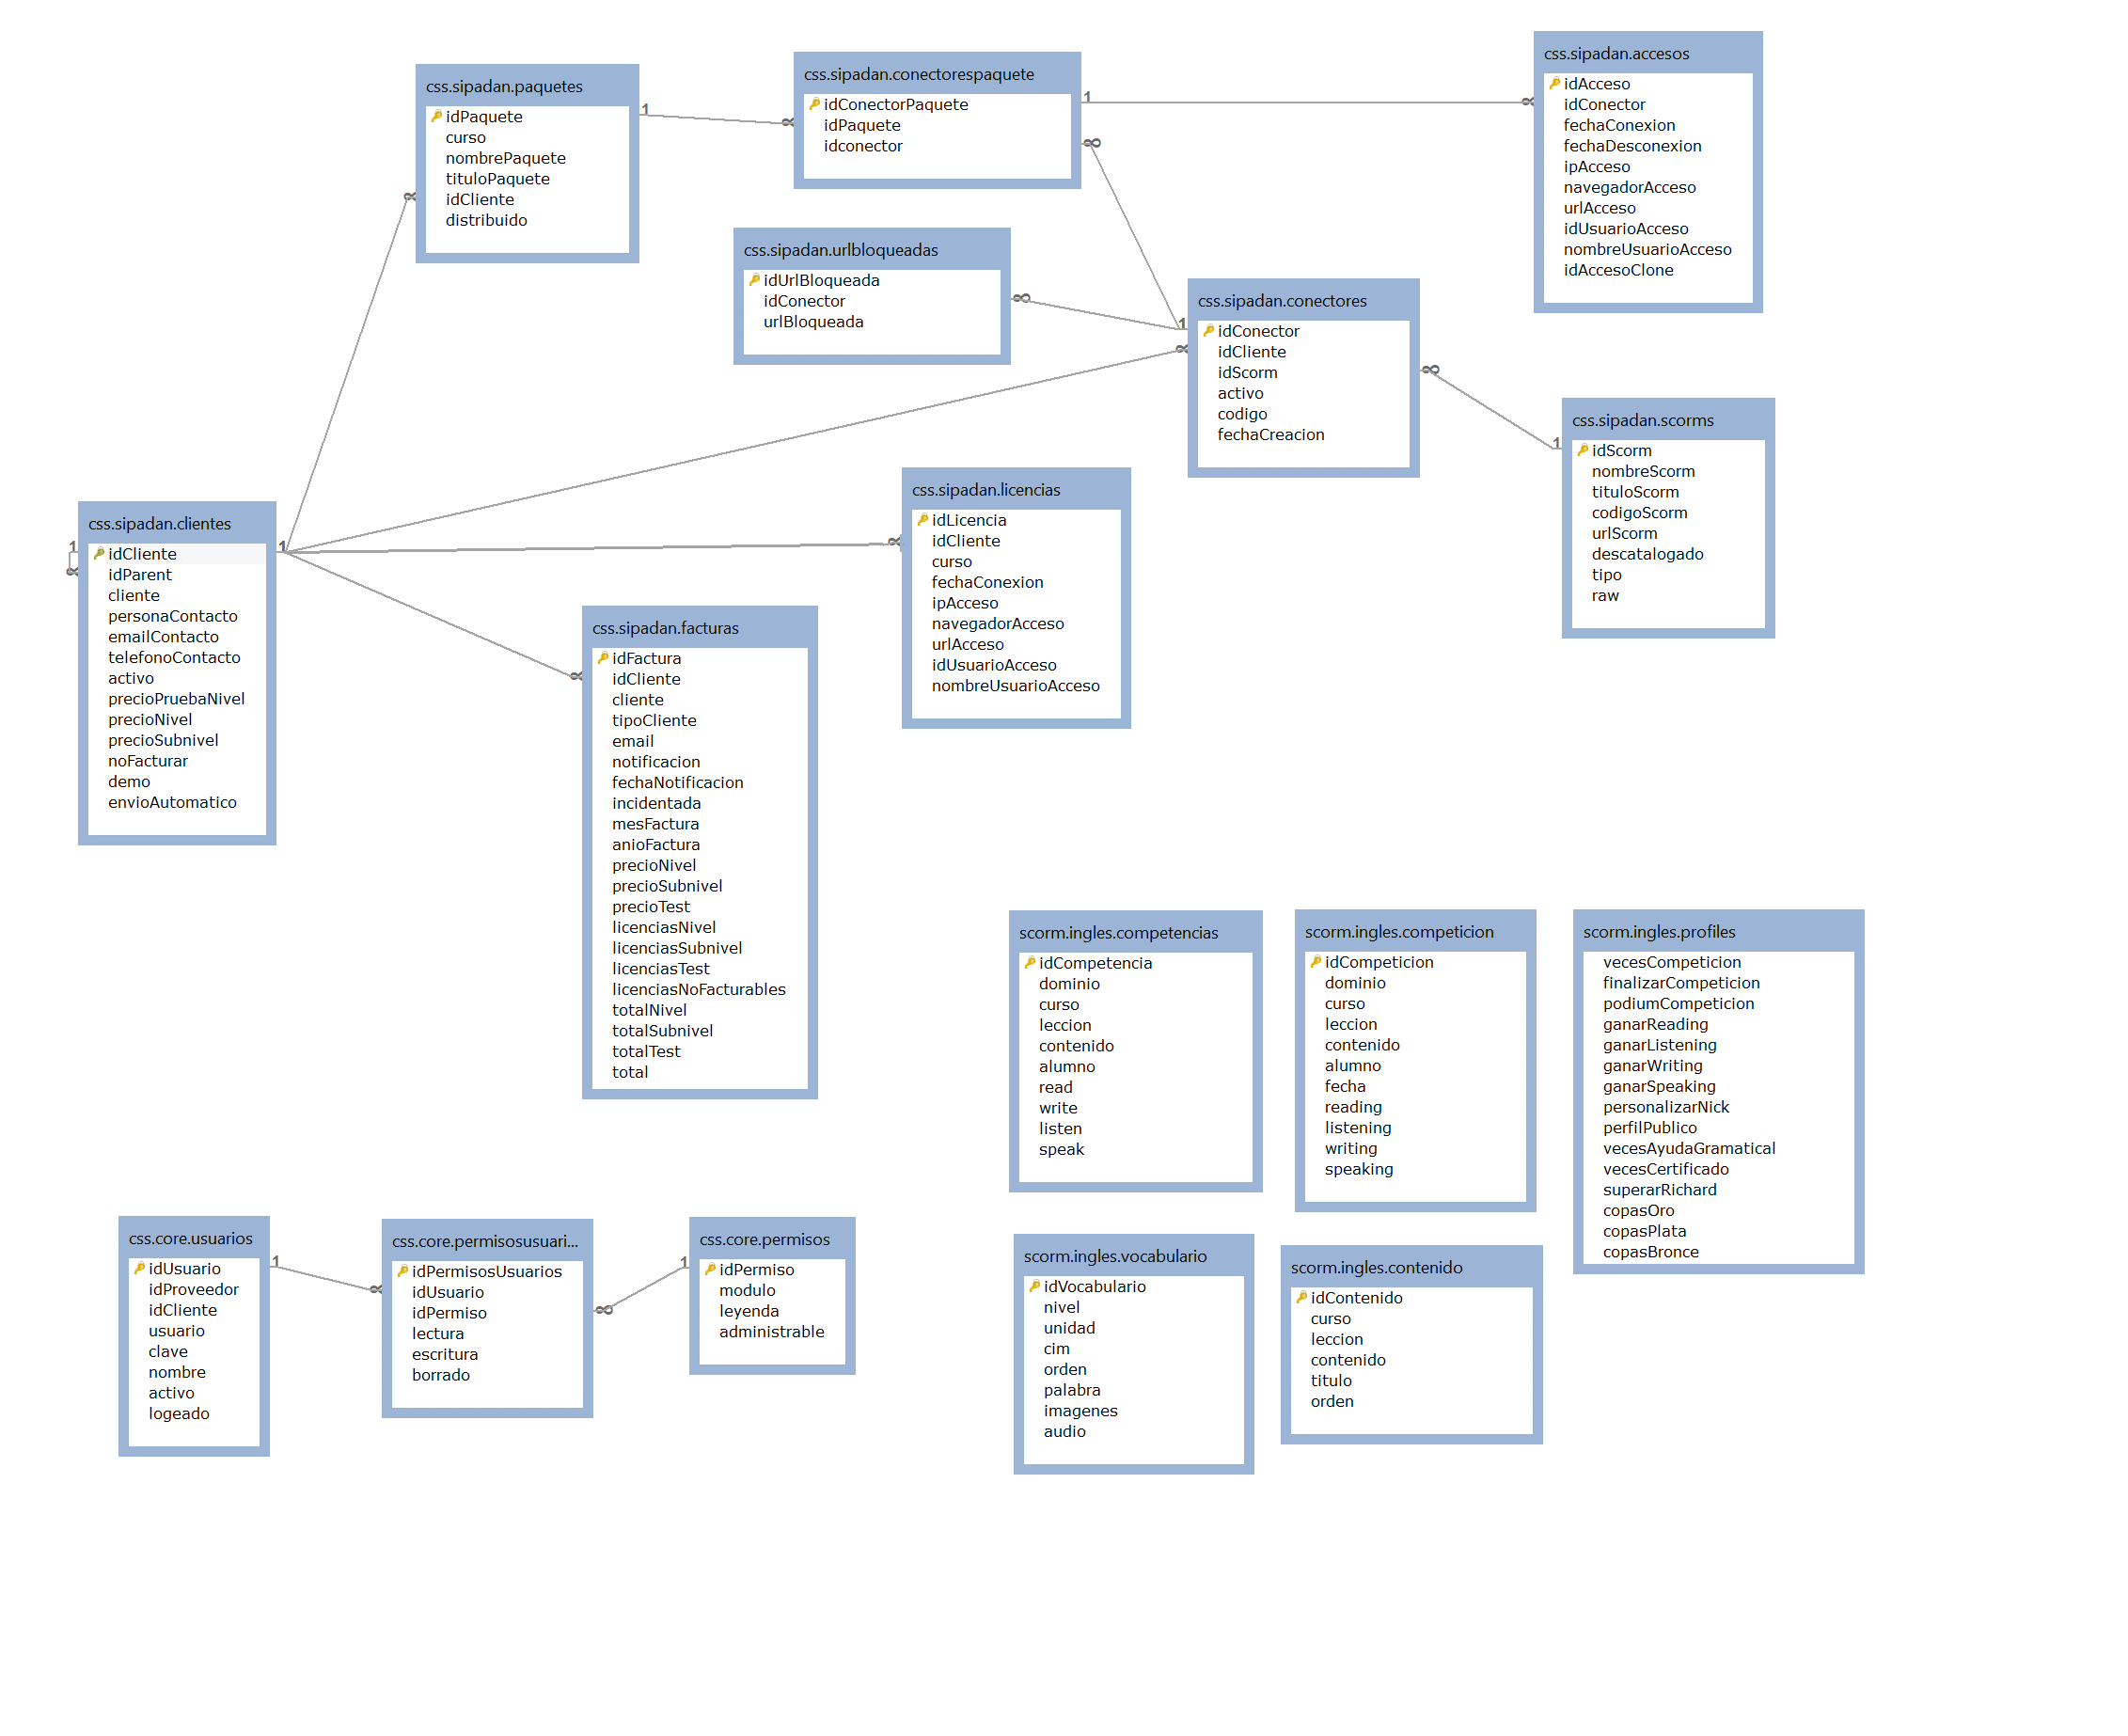 css.sipadan.paquetes
idPaquete
curso
nombrePaquete
tituloPaquete
idCliente
distribuido
css.sipadan.conectorespaquete
idConectorPaquete
idPaquete
idconector
css.sipadan.accesos
idAcceso
idConector
fechaConexion
fechaDesconexion
ipAcceso
navegadorAcceso
urlAcceso
idUsuarioAcceso
nombreUsuarioAcceso
idAccesoClone
css.sipadan.urlbloqueadas
idUrlBloqueada
idConector
urlBloqueada
css.sipadan.conectores
idConector
idCliente
idScorm
activo
codigo
fechaCreacion
css.sipadan.scorms
idScorm
nombreScorm
tituloScorm
codigoScorm
urlScorm
descatalogado
tipo
raw
css.sipadan.clientes
idCliente
idParent
cliente
personaContacto
emailContacto
telefonoContacto
activo
precioPruebaNivel
precioNivel
precioSubnivel
noFacturar
demo
envioAutomatico
css.sipadan.licencias
idLicencia
idCliente
curso
fechaConexion
ipAcceso
navegadorAcceso
urlAcceso
idUsuarioAcceso
nombreUsuarioAcceso
css.sipadan.facturas
idFactura
idCliente
cliente
tipoCliente
email
notificacion
fechaNotificacion
incidentada
mesFactura
anioFactura
precioNivel
precioSubnivel
precioTest
licenciasNivel
licenciasSubnivel
licenciasTest
licenciasNoFacturables
totalNivel
totalSubnivel
totalTest
total
scorm.ingles.competencias
idCompetencia
dominio
curso
leccion
contenido
alumno
read
write
listen
speak
scorm.ingles.competicion
idCompeticion
dominio
curso
leccion
contenido
alumno
fecha
reading
listening
writing
speaking
scorm.ingles.profiles
vecesCompeticion
finalizarCompeticion
podiumCompeticion
ganarReading
ganarListening
ganarWriting
ganarSpeaking
personalizarNick
perfilPublico
vecesAyudaGramatical
vecesCertificado
superarRichard
copasOro
copasPlata
copasBronce
css.core.usuarios
idUsuario
idProveedor
idCliente
usuario
clave
nombre
activo
logeado
css.core.permisosusuari...
idPermisosUsuarios
idUsuario
idPermiso
lectura
escritura
borrado
css.core.permisos
idPermiso
modulo
leyenda
administrable
scorm.ingles.vocabulario
idVocabulario
nivel
unidad
cim
orden
palabra
imagenes
audio
scorm.ingles.contenido
idContenido
curso
leccion
contenido
titulo
orden
1
∞
1
∞
∞
∞
∞
1
∞
∞
1
1
∞
1
∞
∞
1
∞
1
∞